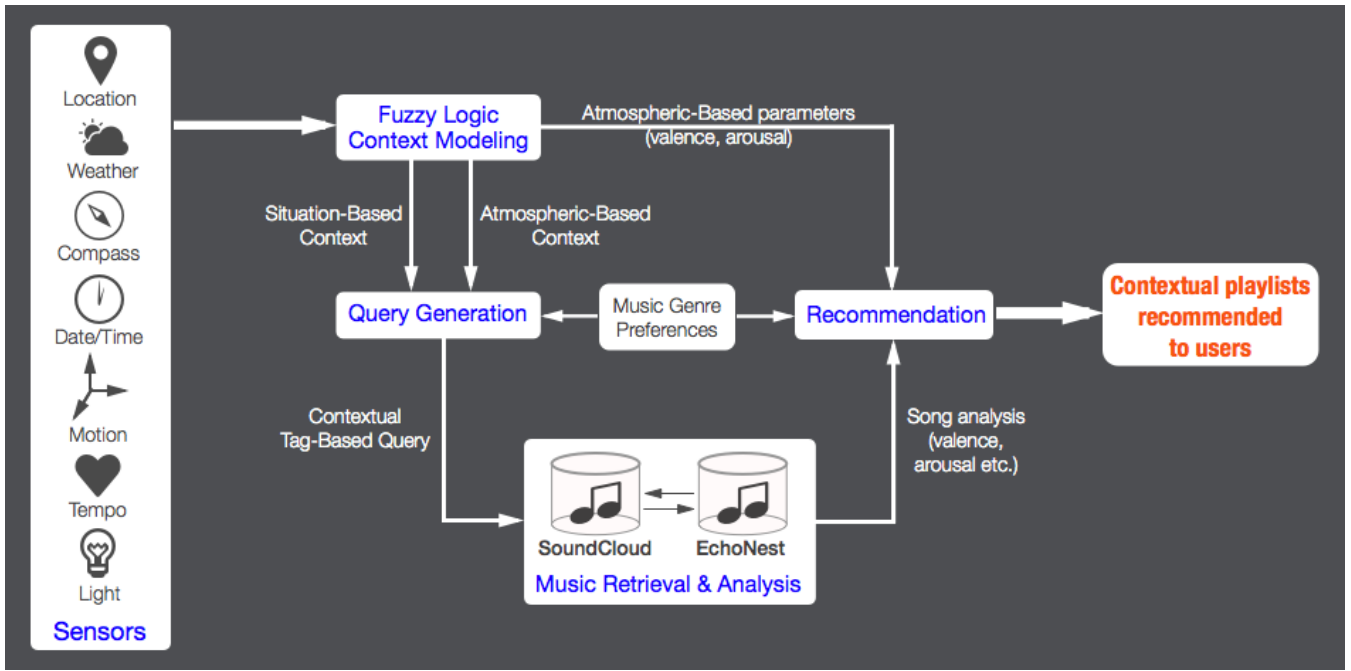 Location
Weather
Compass
Date/Time
Motion
Tempo
Light
Sensors
Fuzzy Logic
Context Modeling
Atmospheric-Based parameters
(valence, arousal)
Situation-Based
Context
Atmospheric-Based
Context
Query Generation
Music Genre
Preferences
Recommendation
Contextual playlists
recommended
to users
Contextual
Tag-Based Query
Song analysis
(valence,
arousal etc.)
SoundCloud
EchoNest
Music Retrieval & Analysis